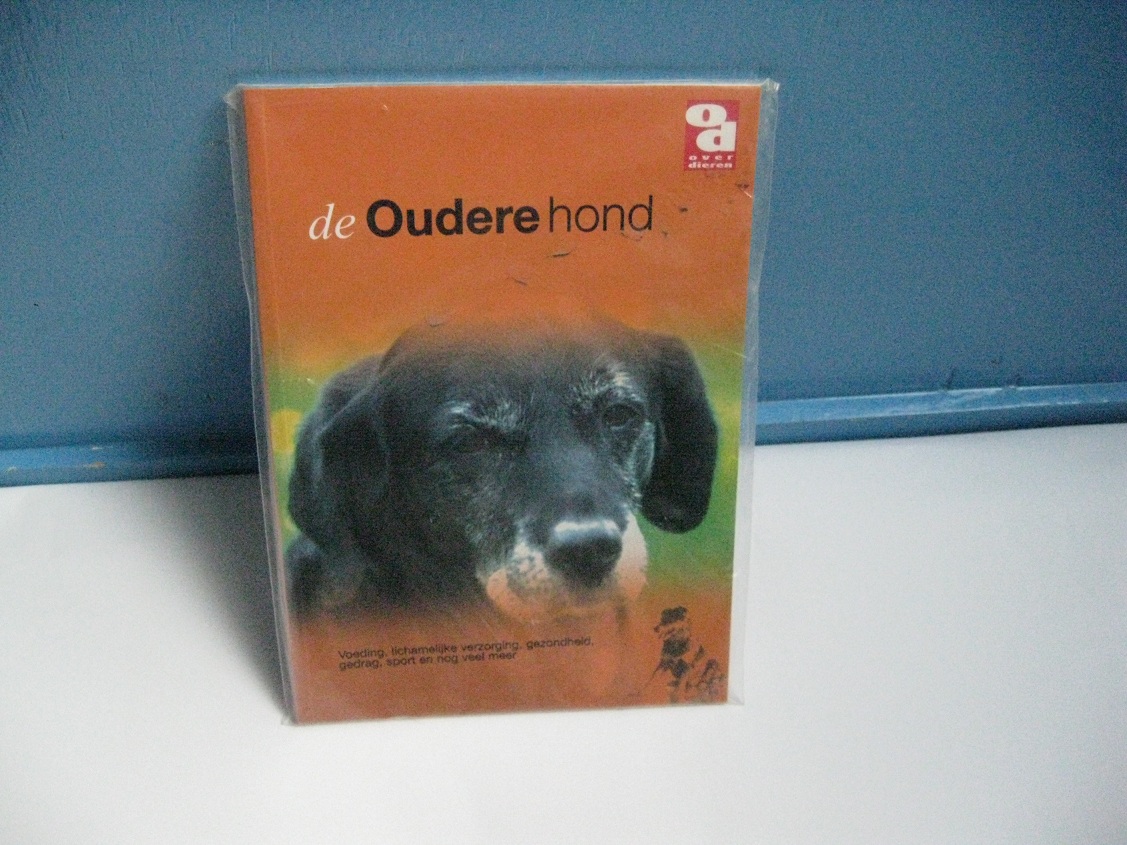 od
over
dieren
de Oudere hond
Voeding, lichamelijke verzorging, gezondheid,
gedrag, sport en nog veel meer